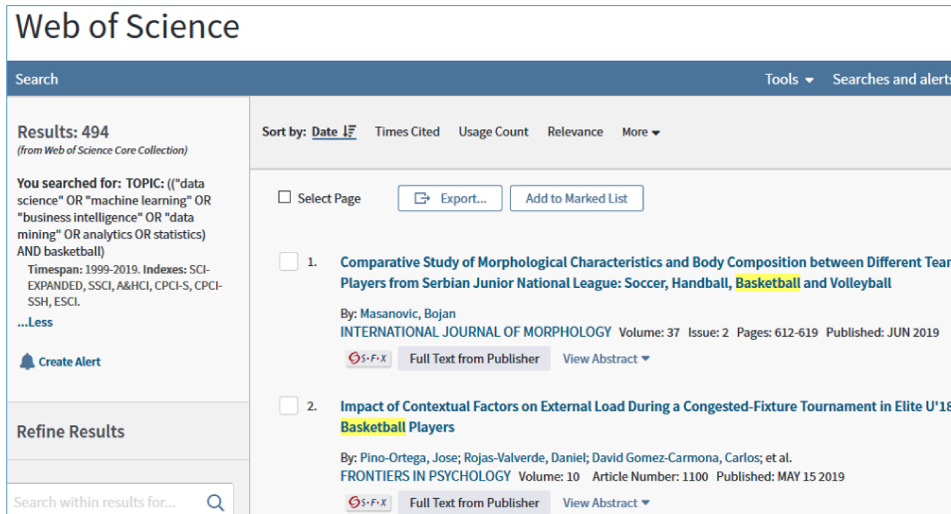 Web of Science
Search
Tools
Searches and alerts
Results: 494
(from Web of Science Core Collection)
You searched for: TOPIC: (("data
science" OR "machine learning" OR
"business intelligence" OR "data
mining" OR analytics OR statistics)
AND basketball)
Timespan: 1999-2019. Indexes: SCI-
EXPANDED, SSCI, A&HCI, CPCI-S, CPCI-
SSH, ESCI.
...Less
Create Alert
Refine Results
Search within results for...
Sort by: Date Times Cited Usage Count Relevance More
Select Page Export... Add to Marked List
1. Comparative Study of Morphological Characteristics and Body Composition between Different Tear
Players from Serbian Junior National League: Soccer, Handball, Basketball and Volleyball
By: Masanovic, Bojan
INTERNATIONAL JOURNAL OF MORPHOLOGY Volume: 37 Issue: 2 Pages: 612-619 Published: JUN 2019
S·F·X Full Text from Publisher View Abstract
2. Impact of Contextual Factors on External Load During a Congested-Fixture Tournament in Elite U'18
Basketball Players
By: Pino-Ortega, Jose; Rojas-Valverde, Daniel; David Gomez-Carmona, Carlos; et al.
FRONTIERS IN PSYCHOLOGY Volume: 10 Article Number: 1100 Published: MAY 15 2019
S·F·X Full Text from Publisher View Abstract